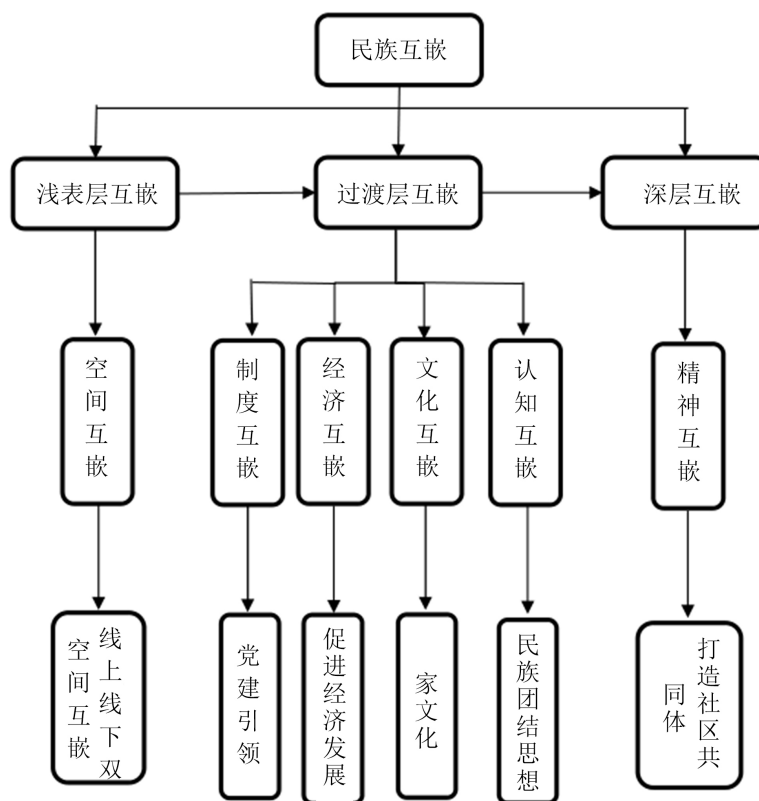 民族互嵌
浅表层互嵌
过渡层互嵌
深层互嵌
空间互嵌
制度互嵌
经济互嵌
文化互嵌
认知互嵌
精神互嵌
线上线下双
空间互嵌
党建引领
促进经济发展
家文化
民族团结思想
打造社区共
同体